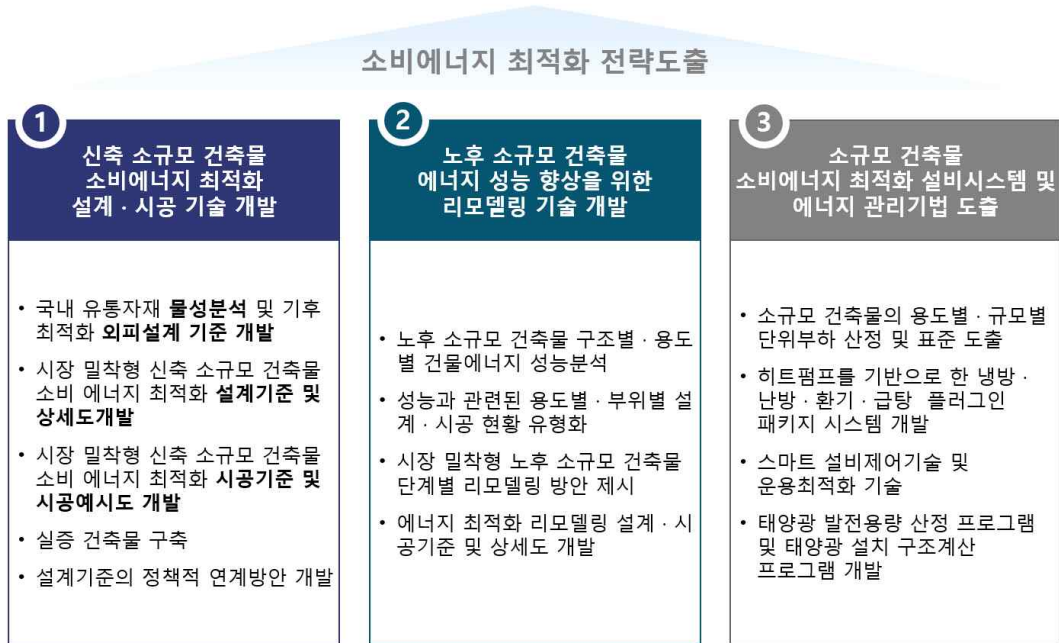 소비에너지 최적화 전략도출
1
신축 소규모 건축물
소비에너지 최적화
설계 · 시공 기술 개발
• 국내 유통자재 물성분석 및 기후
최적화 외피설계 기준 개발
• 시장 밀착형 신축 소규모 건축물
소비 에너지 최적화 설계기준 및
상세도개발
• 시장 밀착형 신축 소규모 건축물
소비 에너지 최적화 시공기준 및
시공예시도 개발
• 실증 건축물 구축
• 설계기준의 정책적 연계방안 개발
2
노후 소규모 건축물
에너지 성능 향상을 위한
리모델링 기술 개발
• 노후 소규모 건축물 구조별 · 용도
별 건물에너지 성능분석
• 성능과 관련된 용도별 · 부위별 설
계 · 시공 현황 유형화
• 시장 밀착형 노후 소규모 건축물
단계별 리모델링 방안 제시
• 에너지 최적화 리모델링 설계 · 시
공기준 및 상세도 개발
3
소규모 건축물
소비에너지 최적화 설비시스템 및
에너지 관리기법 도출
• 소규모 건축물의 용도별 · 규모별
단위부하 산정 및 표준 도출
• 히트펌프를 기반으로 한 냉방 ·
난방 · 환기 · 급탕 플러그인
패키지 시스템 개발
• 스마트 설비제어기술 및
운용최적화 기술
• 태양광 발전용량 산정 프로그램
및 태양광 설치 구조계산
프로그램 개발